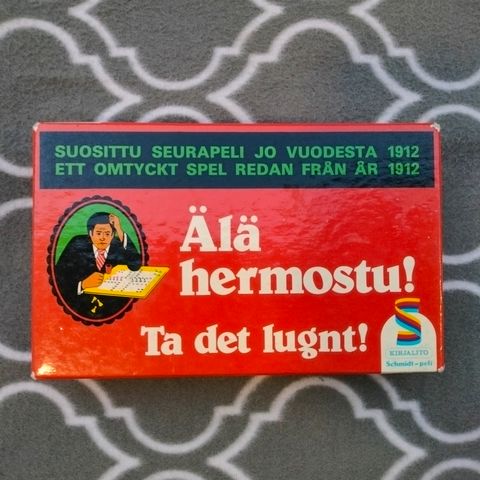 SUOSITTU SEURAPELI JO VUODESTA 1912
ETT OMTYCKT SPEL REDAN FRÅN ÅR 1912
Älä
hermostu!
Ta det lugnt!
KIRJALITO
Schmidt-peli